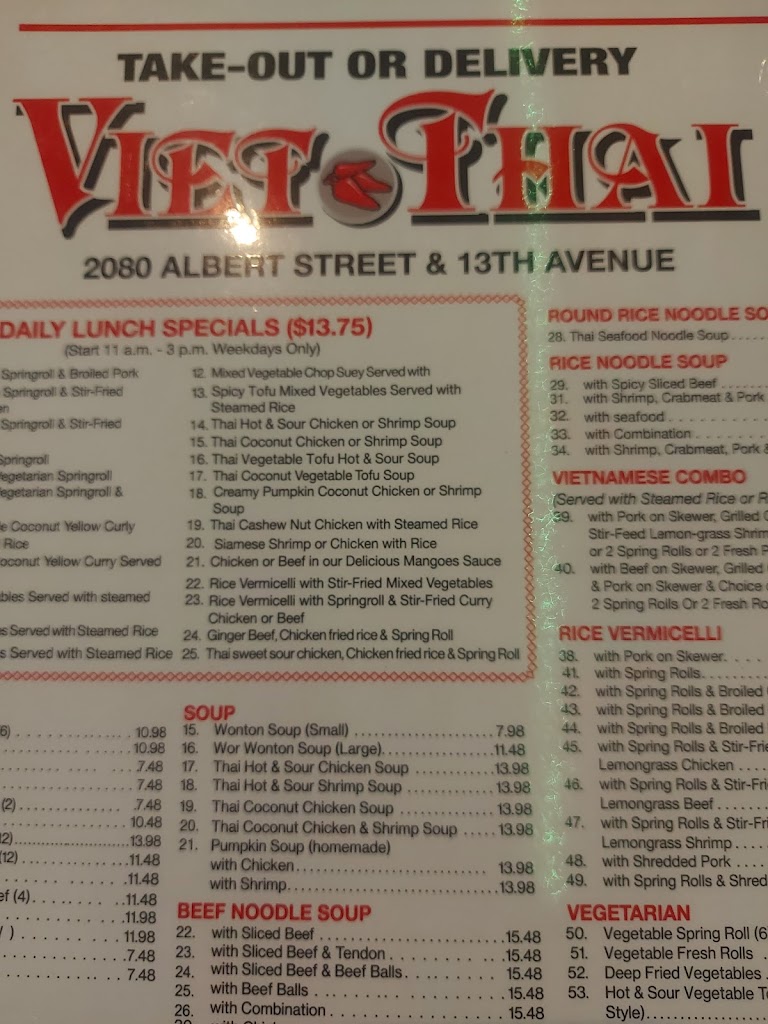 TAKE-OUT OR DELIVERY
VIET THAI
2080 ALBERT STREET & 13TH AVENUE
DAILY LUNCH SPECIALS ($13.75)
(Start 11 a.m. - 3 p.m. Weekdays Only)
Springroll & Broiled Pork
Springroll & Stir-Fried
Springroll & Stir-Fried
Springroll
Vegetarian Springroll
Vegetarian Springroll &
Coconut Yellow Curry
Rice
Coconut Yellow Curry Served
Served with steamed
Served with Steamed Rice
Served with Steamed Rice
12. Mixed Vegetable Chop Suey Served with
13. Spicy Tofu Mixed Vegetables Served with
Steamed Rice
14. Thai Hot & Sour Chicken or Shrimp Soup
15. Thai Coconut Chicken or Shrimp Soup
16. Thai Vegetable Tofu Hot & Sour Soup
17. Thai Coconut Vegetable Tofu Soup
18. Creamy Pumpkin Coconut Chicken or Shrimp
Soup
19. Thai Cashew Nut Chicken with Steamed Rice
20. Siamese Shrimp or Chicken with Rice
21. Chicken or Beef in our Delicious Mangoes Sauce
22. Rice Vermicelli with Stir-Fried Mixed Vegetables
23. Rice Vermicelli with Springroll & Stir-Fried Curry
Chicken or Beef
24. Ginger Beef, Chicken fried rice & Spring Roll
25. Thai sweet sour chicken, Chicken fried rice & Spring Roll
6) 10.98
10.98
7.48
7.48
(2) 7.48
10.48
12) 13.98
(12) 11.48
11.48
(4) 11.48
11.98
) 11.98
7.48
7.48
SOUP
15. Wonton Soup (Small) 7.98
16. Wor Wonton Soup (Large) 11.48
17. Thai Hot & Sour Chicken Soup 13.98
18. Thai Hot & Sour Shrimp Soup 13.98
19. Thai Coconut Chicken Soup 13.98
20. Thai Coconut Chicken & Shrimp Soup 13.98
21. Pumpkin Soup (homemade)
with Chicken 13.98
with Shrimp 13.98
BEEF NOODLE SOUP
22. with Sliced Beef 15.48
23. with Sliced Beef & Tendon 15.48
24. with Sliced Beef & Beef Balls 15.48
25. with Beef Balls 15.48
26. with Combination 15.48
ROUND RICE NOODLE SO
28. Thai Seafood Noodle Soup
RICE NOODLE SOUP
29. with Spicy Sliced Beef
31. with Shrimp, Crabmeat & Pork
32. with seafood
33. with Combination
34. with Shrimp, Crabmeat, Pork &
VIETNAMESE COMBO
(Served with Steamed Rice or R
39. with Pork on Skewer, Grilled
Stir-Feed Lemon-grass Shrim
or 2 Spring Rolls or 2 Fresh
40. with Beef on Skewer, Grilled
& Pork on Skewer & Choice
2 Spring Rolls Or 2 Fresh Ro
RICE VERMICELLI
38. with Pork on Skewer
41. with Spring Rolls
42. with Spring Rolls & Broiled
43. with Spring Rolls & Broiled
44. with Spring Rolls & Broiled
45. with Spring Rolls & Stir-Frie
Lemongrass Chicken
46. with Spring Rolls & Stir-Fri
Lemongrass Beef
47. with Spring Rolls & Stir-Fri
Lemongrass Shrimp
48. with Shredded Pork
49. with Spring Rolls & Shred
VEGETARIAN
50. Vegetable Spring Roll (6
51. Vegetable Fresh Rolls
52. Deep Fried Vegetables
53. Hot & Sour Vegetable T
Style)